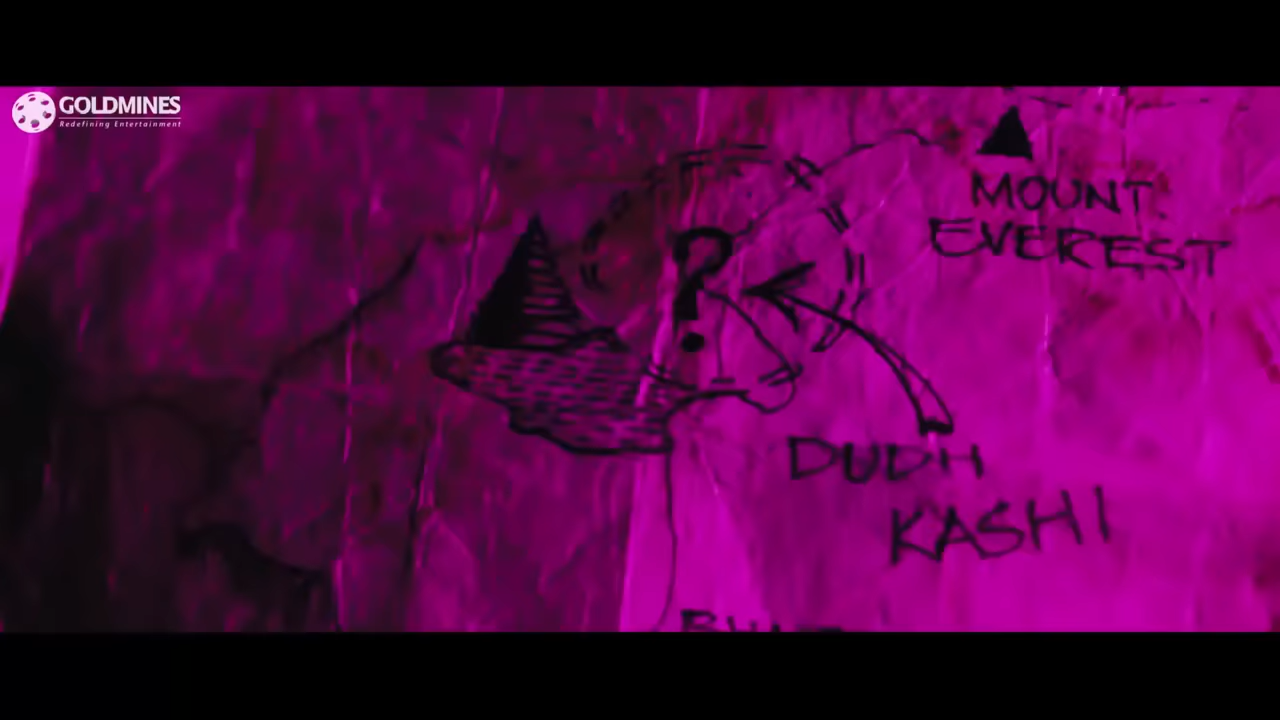 GOLDMINES
Redefining Entertainment
MOUNT.
EVEREST
?
DUDH
KASHI